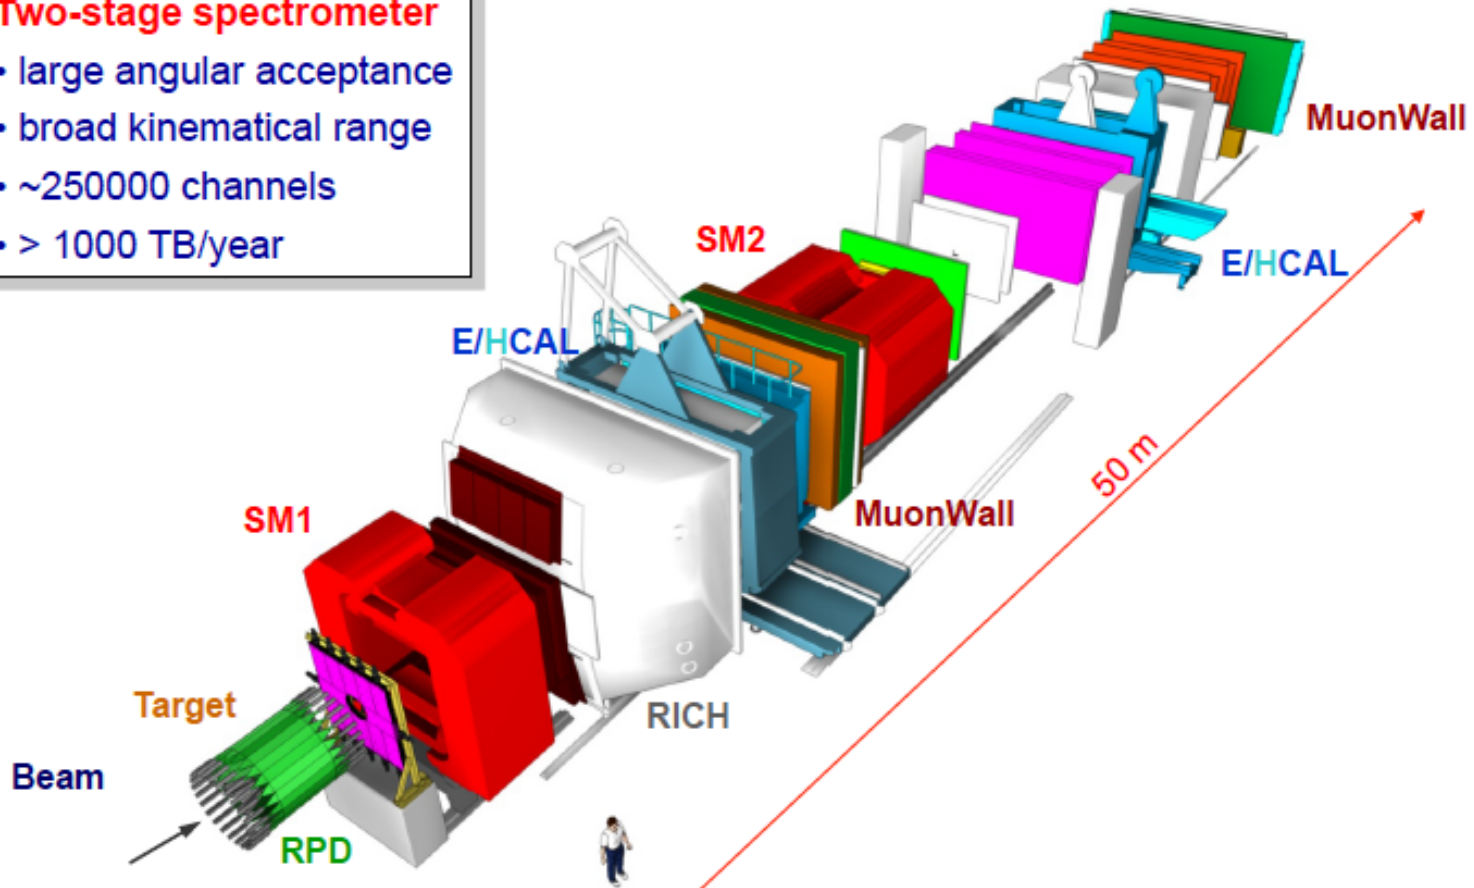 Two-stage spectrometer
• large angular acceptance
• broad kinematical range
• ~250000 channels
• > 1000 TB/year
MuonWall
SM2
E/HCAL
E/HCAL
50 m
MuonWall
SM1
Target
RICH
Beam
RPD